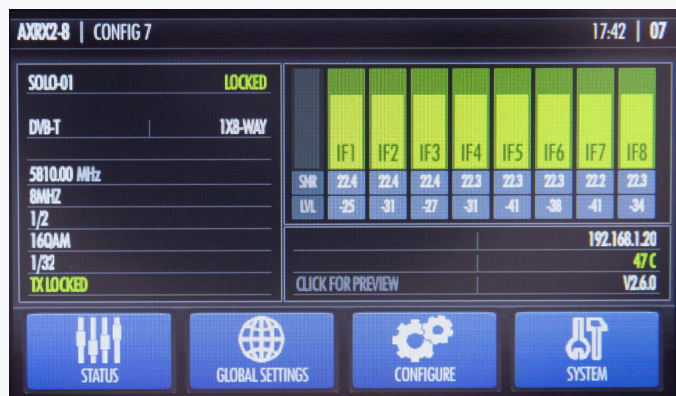 AXRX2-8 | CONFIG 7 17:42 | 07
SOLO-01 LOCKED
DVB-T | 1X8-WAY
5810.00 MHz
8MHZ
1/2
16QAM
1/32
TX LOCKED
IF1 IF2 IF3 IF4 IF5 IF6 IF7 IF8
SNR 22.4 22.4 22.4 22.3 22.3 22.3 22.2 22.3
LVL -25 -31 -27 -31 -41 -38 -41 -34
192.168.1.20
47 C
CLICK FOR PREVIEW V2.6.0
STATUS GLOBAL SETTINGS CONFIGURE SYSTEM